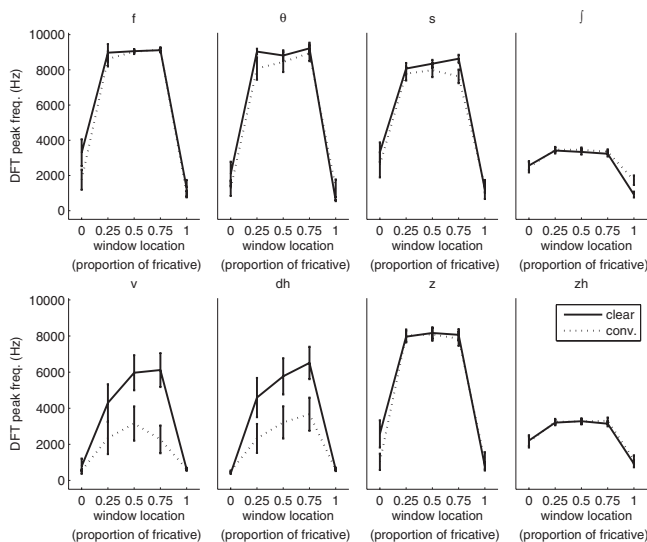 f θ s ∫
DFT peak freq. (Hz)
10000
8000
6000
4000
2000
0
0 0.25 0.5 0.75 1 0 0.25 0.5 0.75 1 0 0.25 0.5 0.75 1 0 0.25 0.5 0.75 1
window location window location window location window location
(proportion of fricative) (proportion of fricative) (proportion of fricative) (proportion of fricative)
v dh z zh
DFT peak freq. (Hz)
10000
8000
6000
4000
2000
0
clear
conv.
0 0.25 0.5 0.75 1 0 0.25 0.5 0.75 1 0 0.25 0.5 0.75 1 0 0.25 0.5 0.75 1
window location window location window location window location
(proportion of fricative) (proportion of fricative) (proportion of fricative) (proportion of fricative)